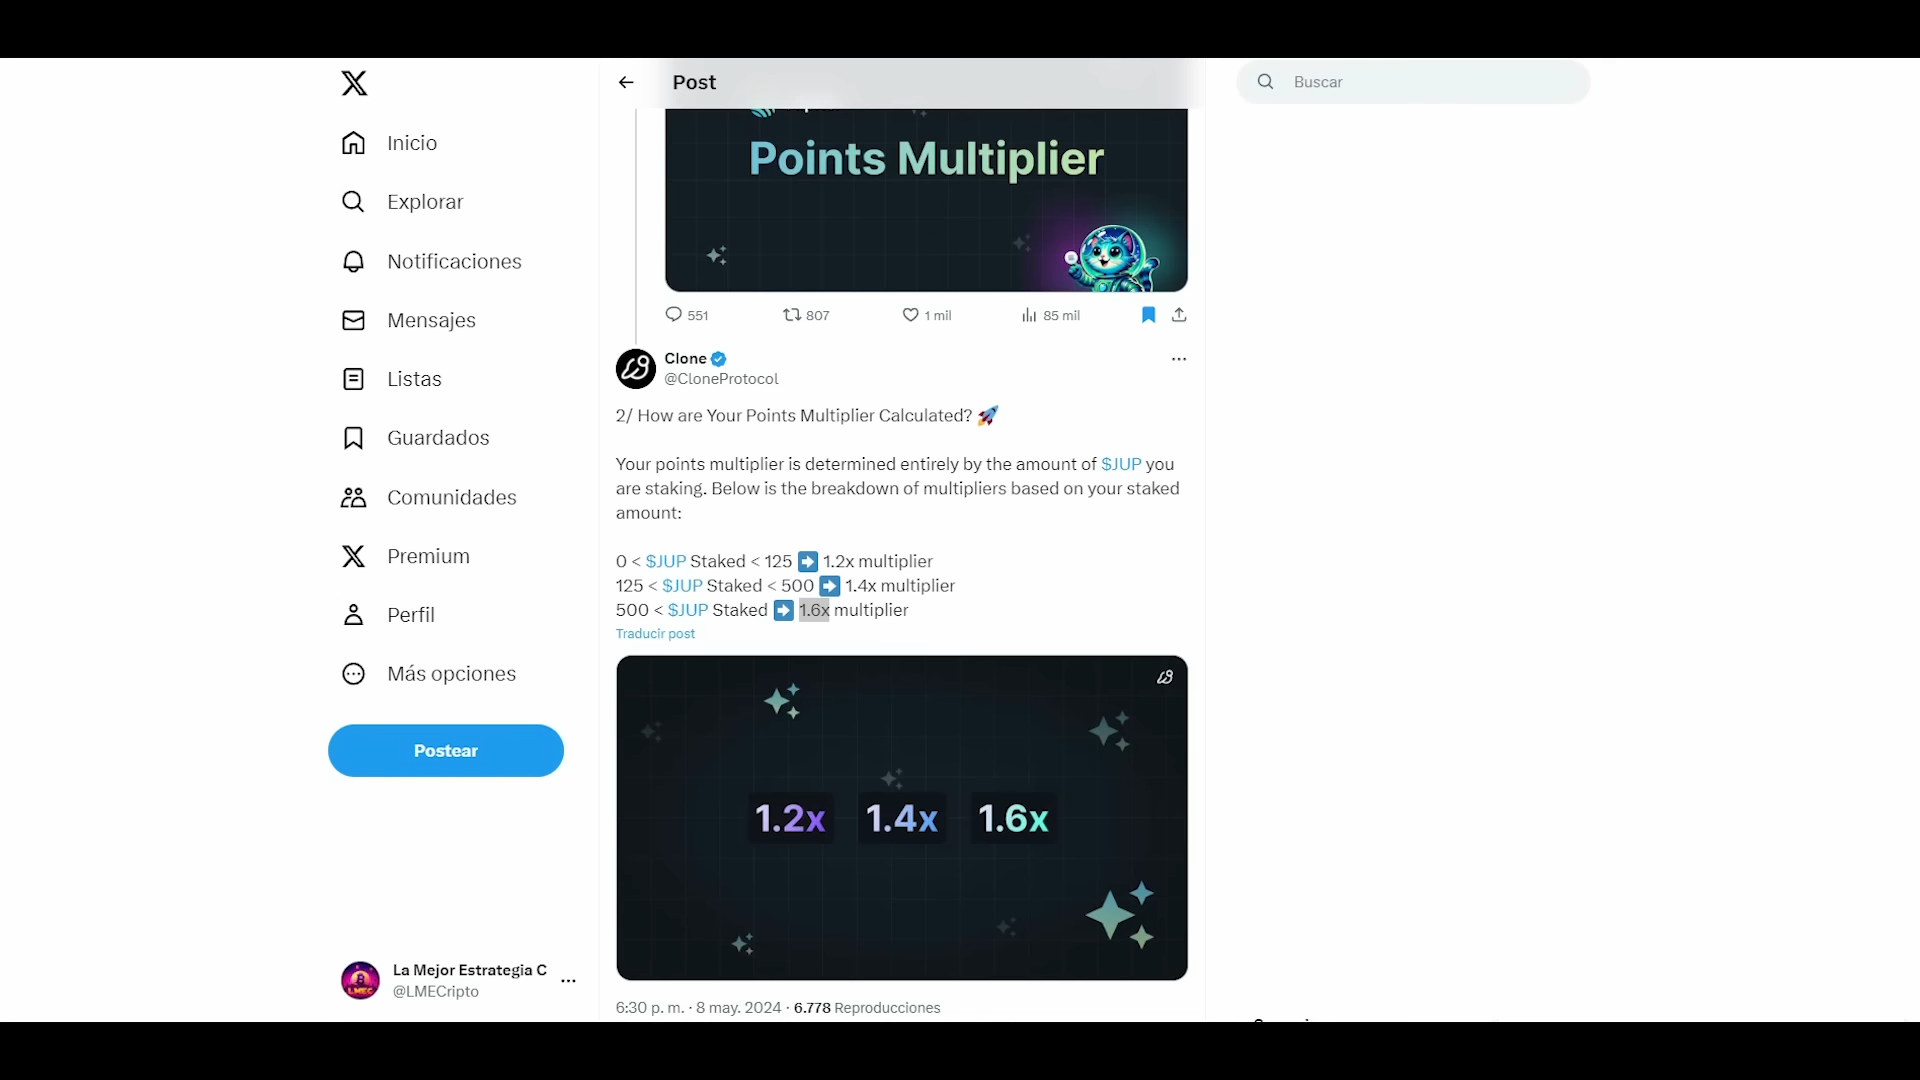 Post
Buscar
Inicio
Explorar
Notificaciones
Mensajes
Listas
Guardados
Comunidades
Premium
Perfil
Más opciones
Postear
La Mejor Estrategia C
@LMECripto
Points Multiplier
551
807
1 mil
85 mil
Clone
@CloneProtocol
2/ How are Your Points Multiplier Calculated? 🚀
Your points multiplier is determined entirely by the amount of $JUP you
are staking. Below is the breakdown of multipliers based on your staked
amount:
0 < $JUP Staked < 125 ➡️ 1.2x multiplier
125 < $JUP Staked < 500 ➡️ 1.4x multiplier
500 < $JUP Staked ➡️ 1.6x multiplier
Traducir post
1.2x 1.4x 1.6x
6:30 p. m. · 8 may. 2024 · 6.778 Reproducciones